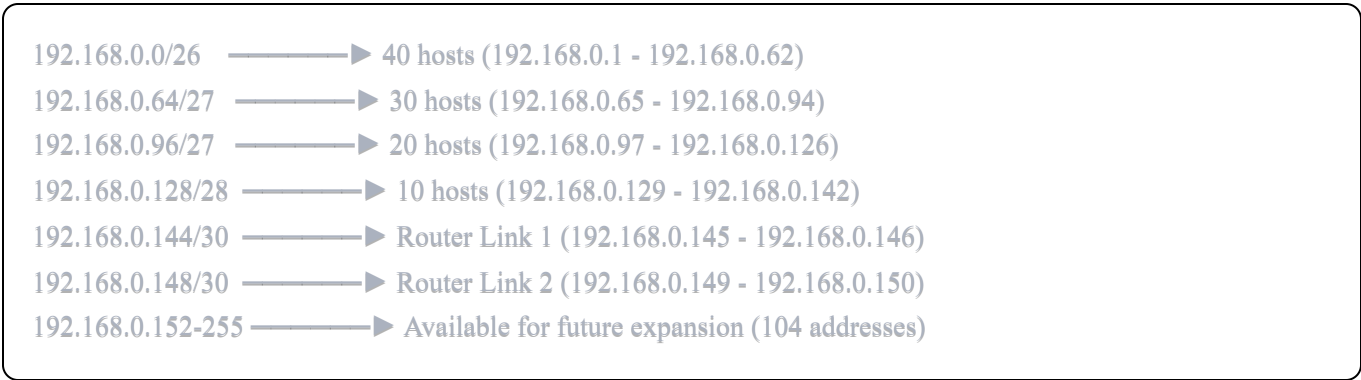 192.168.0.0/26 ────────▶ 40 hosts (192.168.0.1 - 192.168.0.62)
192.168.0.64/27 ────────▶ 30 hosts (192.168.0.65 - 192.168.0.94)
192.168.0.96/27 ────────▶ 20 hosts (192.168.0.97 - 192.168.0.126)
192.168.0.128/28 ────────▶ 10 hosts (192.168.0.129 - 192.168.0.142)
192.168.0.144/30 ────────▶ Router Link 1 (192.168.0.145 - 192.168.0.146)
192.168.0.148/30 ────────▶ Router Link 2 (192.168.0.149 - 192.168.0.150)
192.168.0.152-255 ────────▶ Available for future expansion (104 addresses)